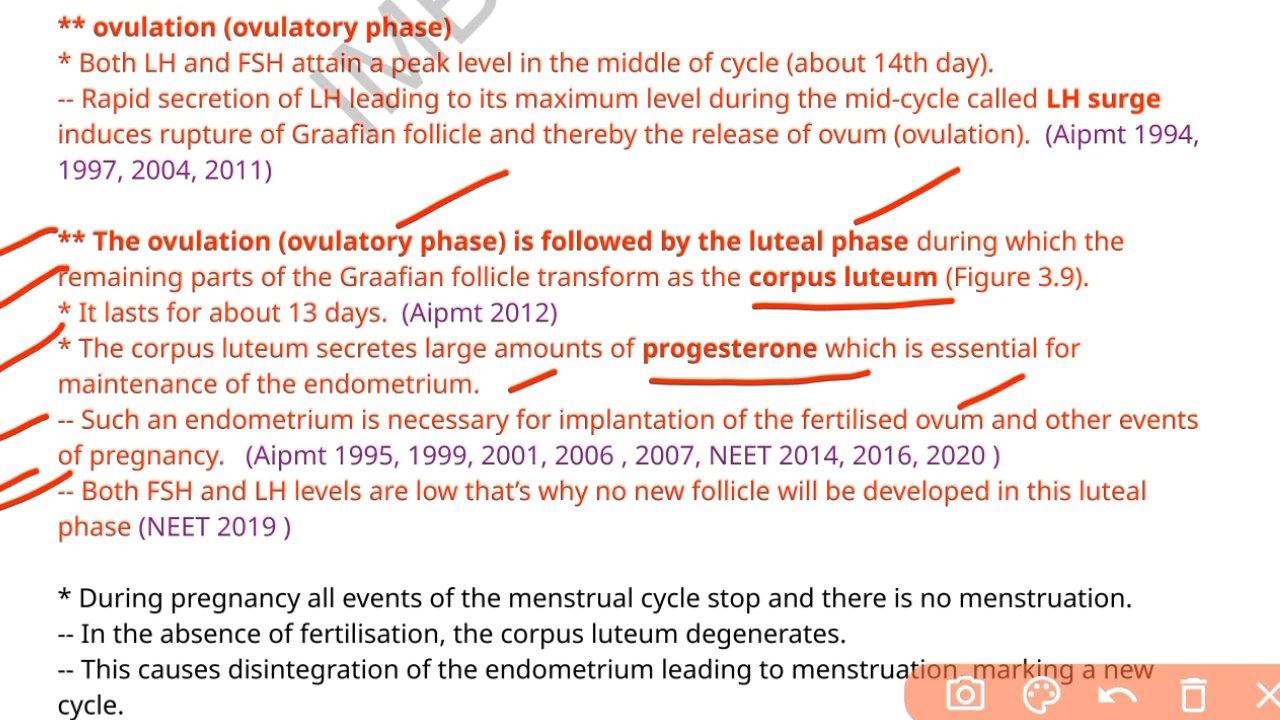 ** ovulation (ovulatory phase)
* Both LH and FSH attain a peak level in the middle of cycle (about 14th day).
-- Rapid secretion of LH leading to its maximum level during the mid-cycle called LH surge
induces rupture of Graafian follicle and thereby the release of ovum (ovulation). (Aipmt 1994,
1997, 2004, 2011)
** The ovulation (ovulatory phase) is followed by the luteal phase during which the
remaining parts of the Graafian follicle transform as the corpus luteum (Figure 3.9).
* It lasts for about 13 days. (Aipmt 2012)
* The corpus luteum secretes large amounts of progesterone which is essential for
maintenance of the endometrium.
-- Such an endometrium is necessary for implantation of the fertilised ovum and other events
of pregnancy. (Aipmt 1995, 1999, 2001, 2006 , 2007, NEET 2014, 2016, 2020 )
-- Both FSH and LH levels are low that’s why no new follicle will be developed in this luteal
phase (NEET 2019 )
* During pregnancy all events of the menstrual cycle stop and there is no menstruation.
-- In the absence of fertilisation, the corpus luteum degenerates.
-- This causes disintegration of the endometrium leading to menstruation, marking a new
cycle.